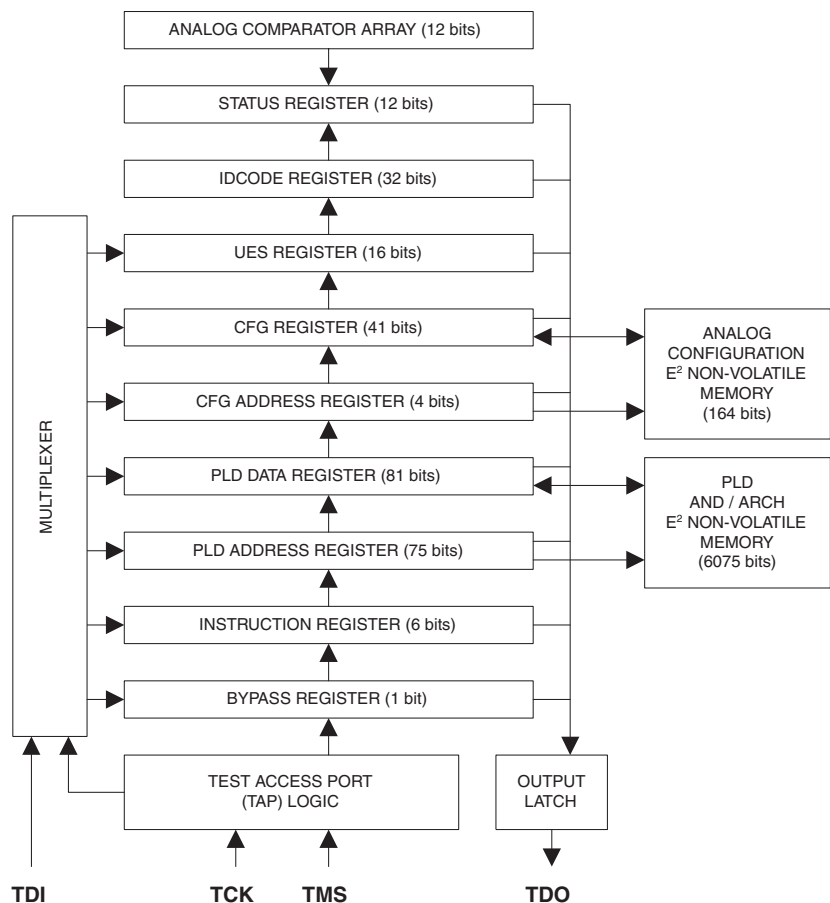 ANALOG COMPARATOR ARRAY (12 bits)
STATUS REGISTER (12 bits)
IDCODE REGISTER (32 bits)
MULTIPLEXER
UES REGISTER (16 bits)
CFG REGISTER (41 bits)
CFG ADDRESS REGISTER (4 bits)
ANALOG
CONFIGURATION
E² NON-VOLATILE
MEMORY
(164 bits)
PLD DATA REGISTER (81 bits)
PLD ADDRESS REGISTER (75 bits)
PLD
AND / ARCH
E² NON-VOLATILE
MEMORY
(6075 bits)
INSTRUCTION REGISTER (6 bits)
BYPASS REGISTER (1 bit)
TEST ACCESS PORT
(TAP) LOGIC
OUTPUT
LATCH
TDI
TCK
TMS
TDO